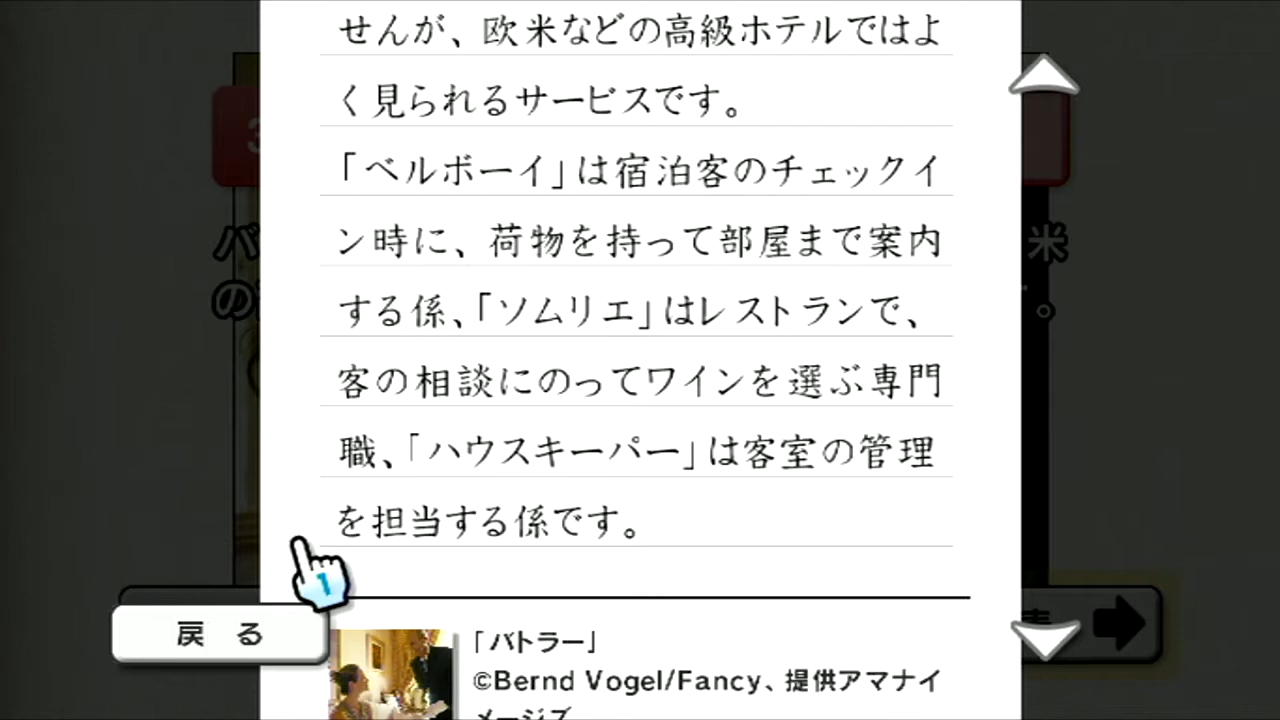 せんが、欧米などの高級ホテルではよ
く見られるサービスです。
「ベルボーイ」は宿泊客のチェックイ
ン時に、荷物を持って部屋まで案内
する係、「ソムリエ」はレストランで、
客の相談にのってワインを選ぶ専門
職、「ハウスキーパー」は客室の管理
を担当する係です。
1
戻る
「バトラー」
©Bernd Vogel/Fancy、提供アマナイ
メージズ